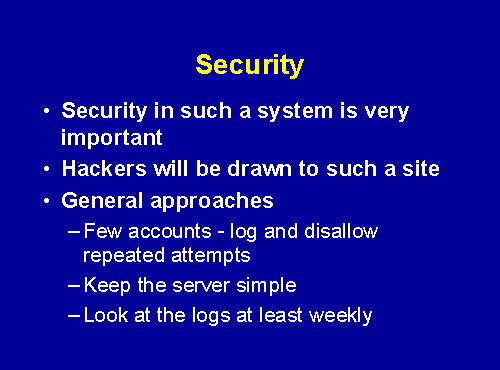 Security
• Security in such a system is very
important
• Hackers will be drawn to such a site
• General approaches
– Few accounts - log and disallow
repeated attempts
– Keep the server simple
– Look at the logs at least weekly